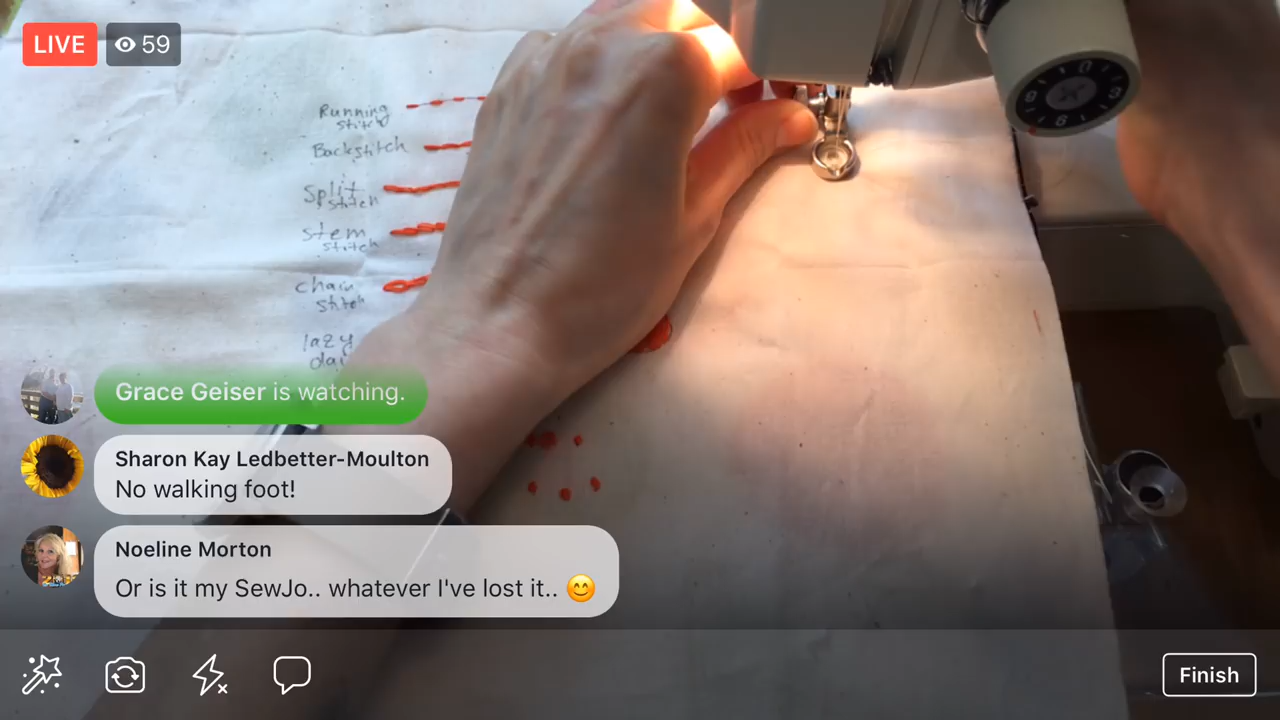 LIVE
59
Running
stitch
Backstitch
Split
stitch
stem
stitch
chain
stitch
lazy
Grace Geiser is watching.
Sharon Kay Ledbetter-Moulton
No walking foot!
Noeline Morton
Or is it my SewJo.. whatever I've lost it.. 😊
Finish